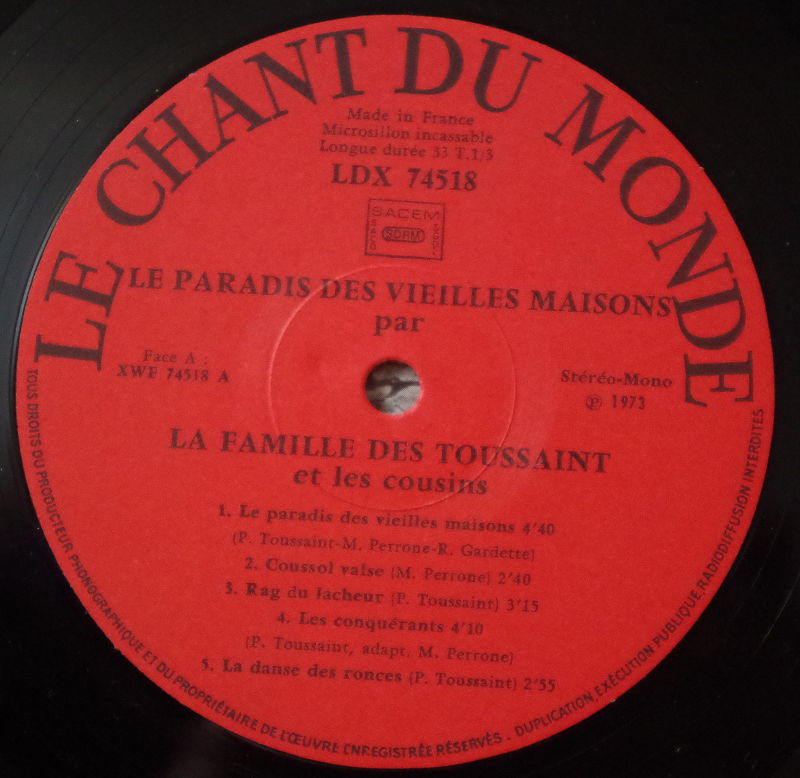 LE CHANT DU MONDE
Made in France
Microsillon incassable
Longue durée 33 T.1/3
LDX 74518
SACEM
SACD SDRM SGDL
LE PARADIS DES VIEILLES MAISONS
par
Face A :
XWE 74518 A
Stéréo-Mono
℗ 1973
LA FAMILLE DES TOUSSAINT
et les cousins
1. Le paradis des vieilles maisons 4'40
(P. Toussaint-M. Perrone-R. Gardette)
2. Coussol valse (M. Perrone) 2'40
3. Rag du lacheur (P. Toussaint) 3'15
4. Les conquérants 4'10
(P. Toussaint, adapt. M. Perrone)
5. La danse des ronces (P. Toussaint) 2'55
TOUS DROITS DU PRODUCTEUR PHONOGRAPHIQUE ET DU PROPRIÉTAIRE DE L'ŒUVRE ENREGISTRÉE RÉSERVÉS - DUPLICATION, EXÉCUTION PUBLIQUE, RADIODIFFUSION INTERDITES